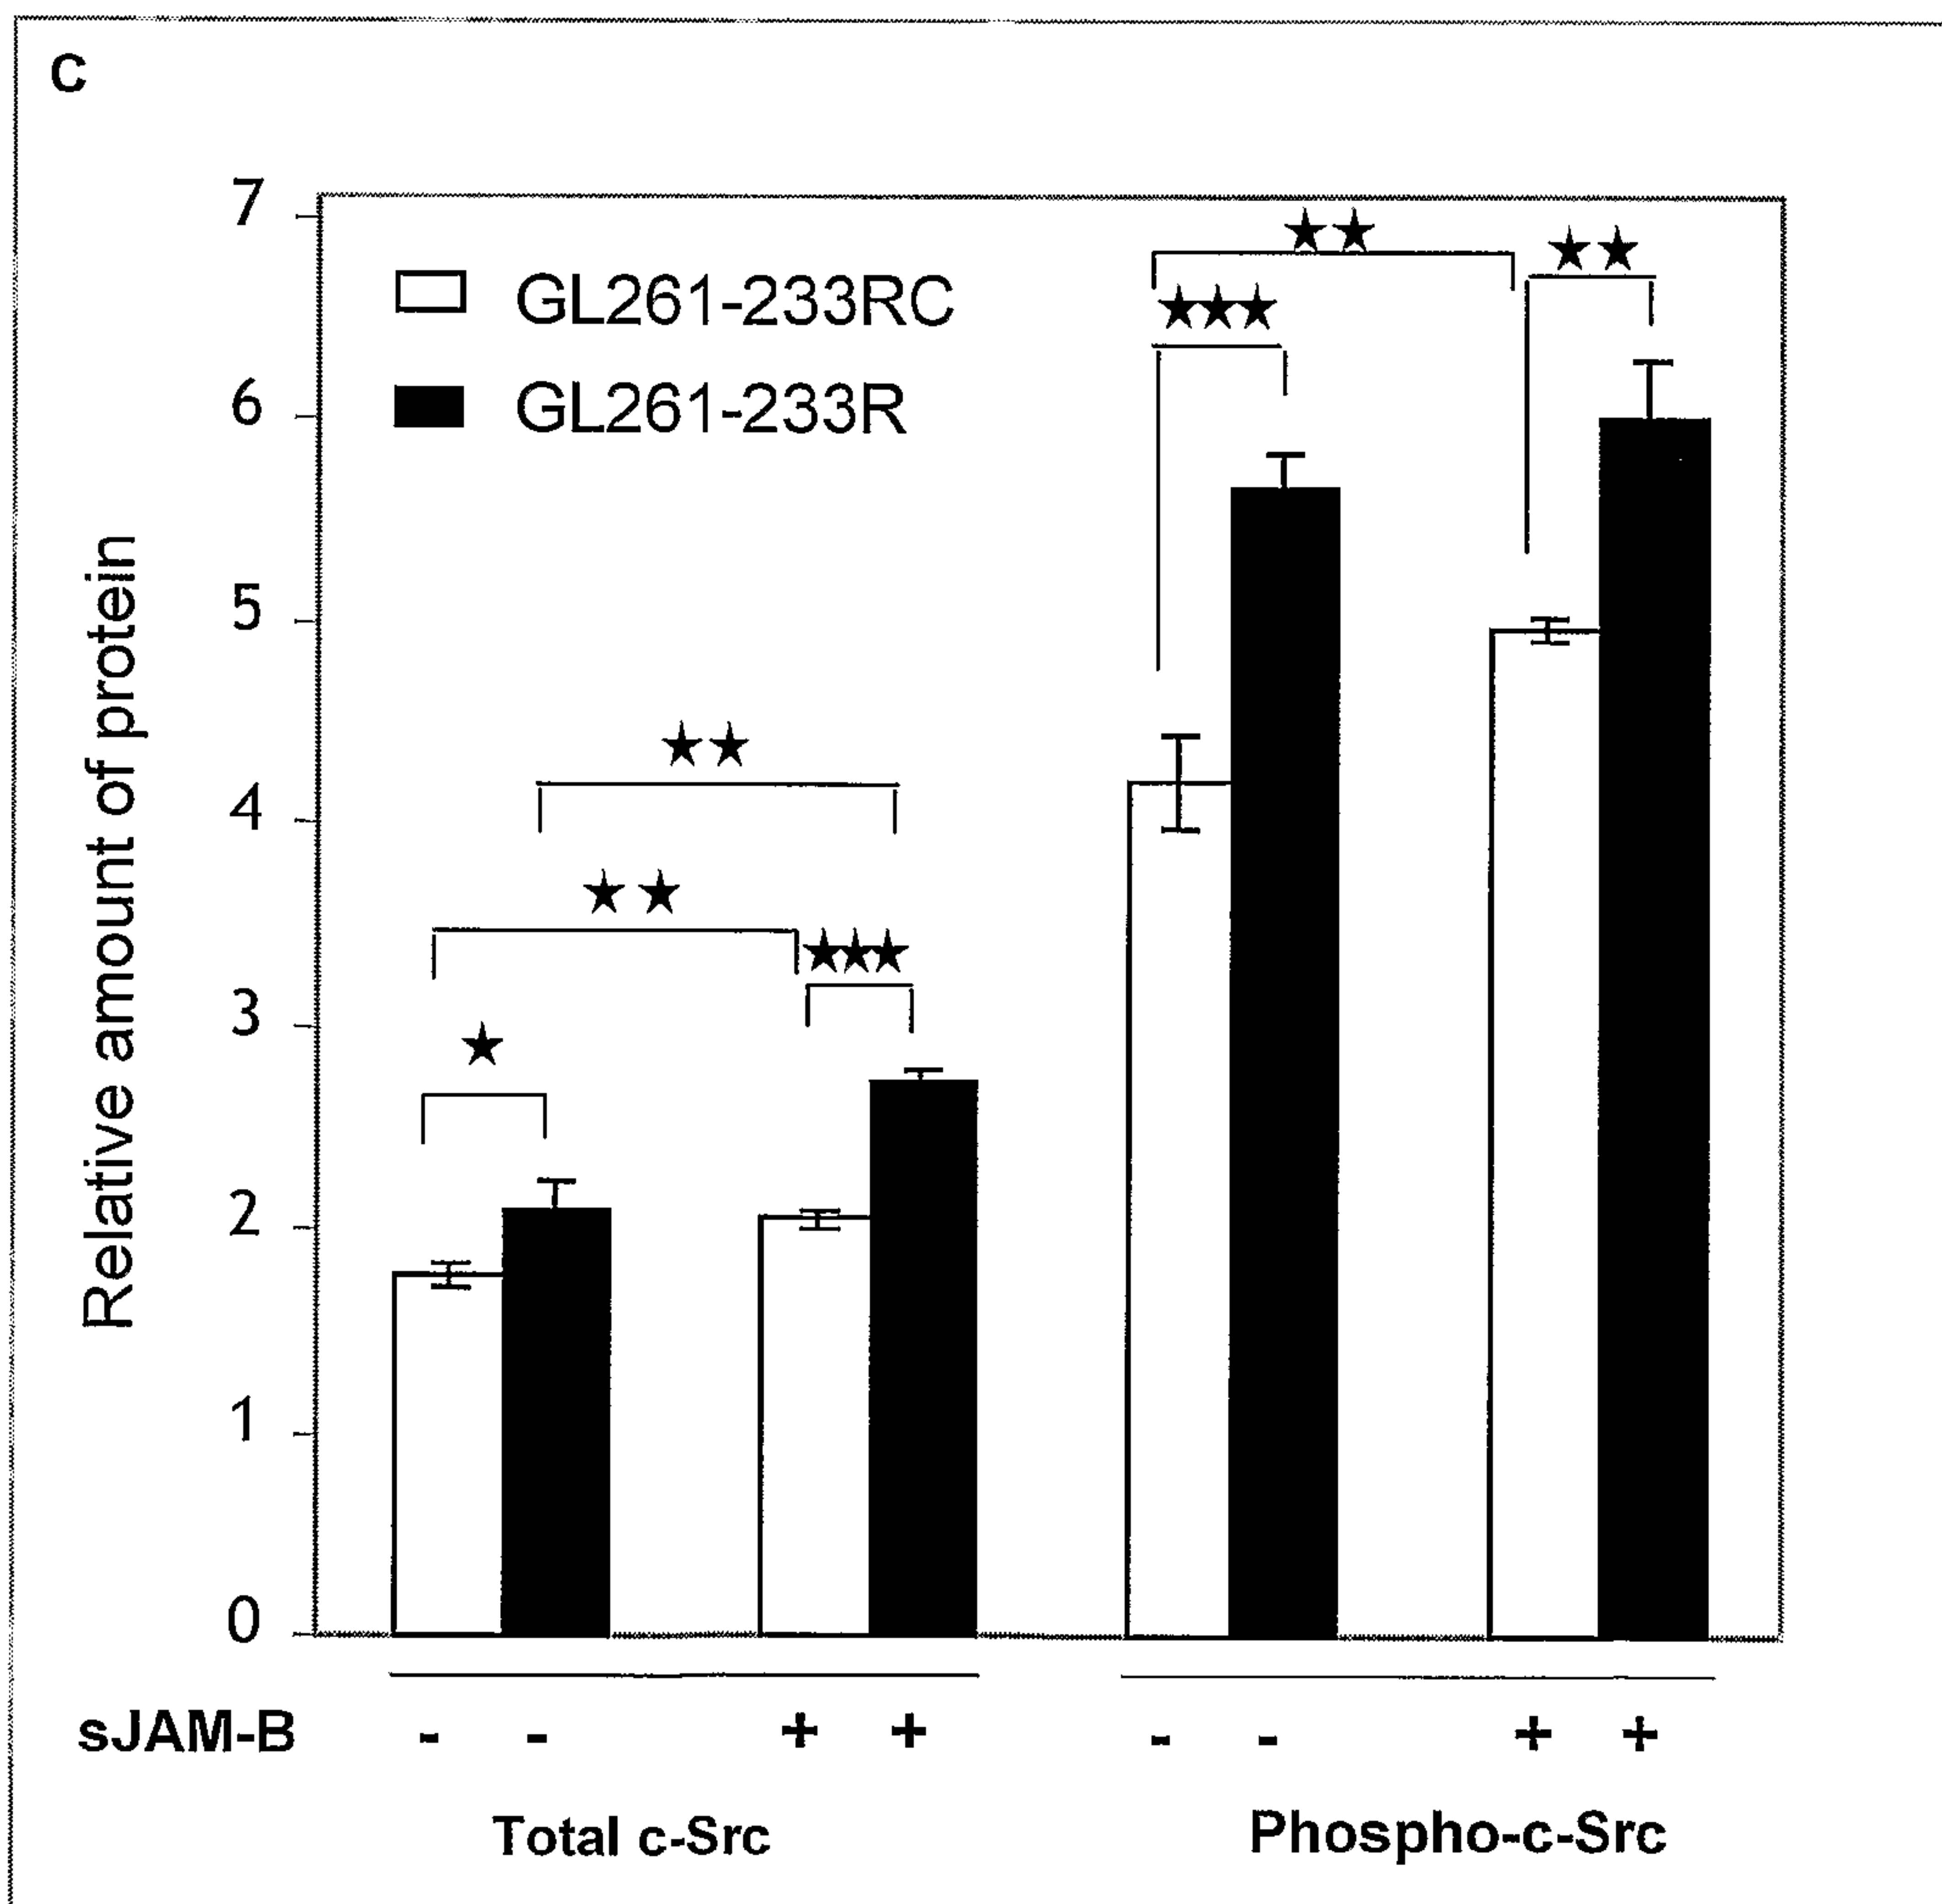 C
7
6
5
4
3
2
1
0
Relative amount of protein
GL261-233RC
GL261-233R
★★
★★
★★★
★★
★★
★★★
★
sJAM-B - - + + - - + +
Total c-Src Phospho-c-Src